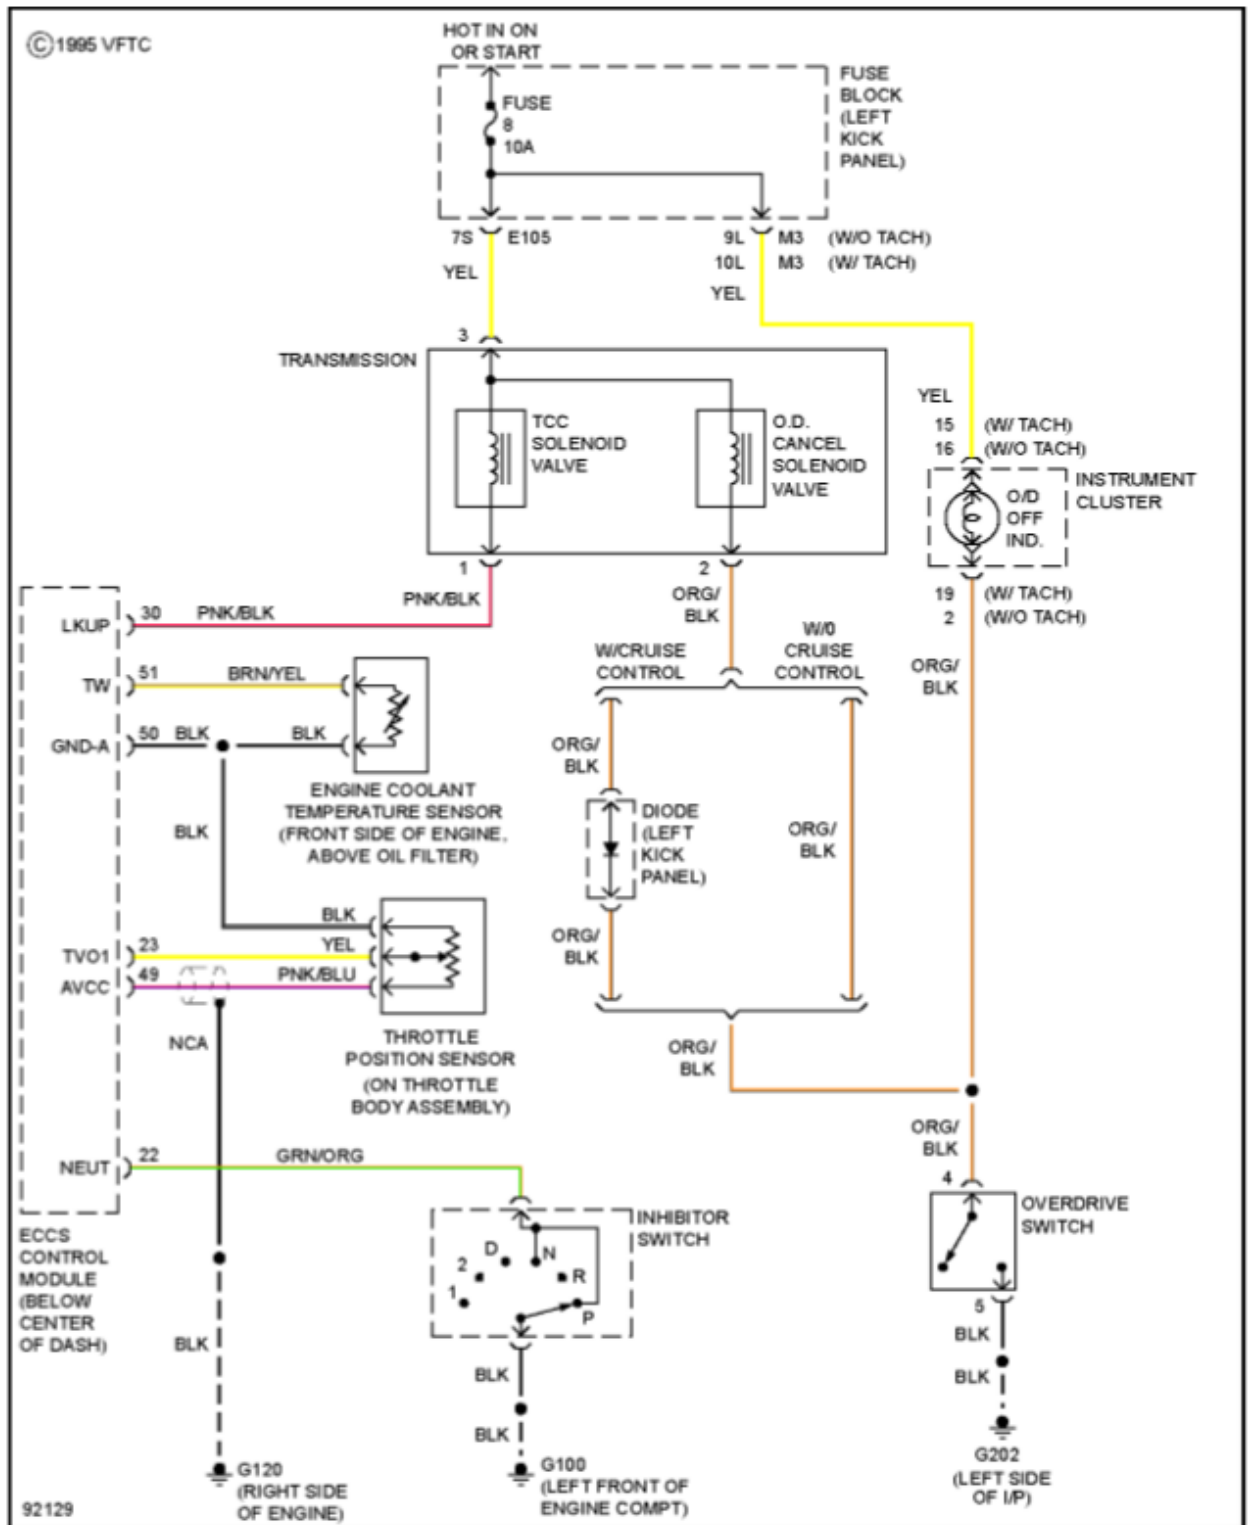 ©1995 VFTC
HOT IN ON
OR START
FUSE
8
10A
FUSE
BLOCK
(LEFT
KICK
PANEL)
7S E105
YEL
9L M3 (W/O TACH)
10L M3 (W/ TACH)
YEL
3
TRANSMISSION
TCC
SOLENOID
VALVE
O.D.
CANCEL
SOLENOID
VALVE
YEL
15 (W/ TACH)
16 (W/O TACH)
INSTRUMENT
CLUSTER
O/D
OFF
IND.
1
PNK/BLK
2
ORG/
BLK
19 (W/ TACH)
2 (W/O TACH)
ORG/
BLK
LKUP 30 PNK/BLK
TW 51 BRN/YEL
GND-A 50 BLK BLK
ENGINE COOLANT
TEMPERATURE SENSOR
(FRONT SIDE OF ENGINE,
ABOVE OIL FILTER)
BLK
W/CRUISE
CONTROL
W/0
CRUISE
CONTROL
ORG/
BLK
DIODE
(LEFT
KICK
PANEL)
ORG/
BLK
ORG/
BLK
BLK
TVO1 23 YEL
AVCC 49 PNK/BLU
NCA
THROTTLE
POSITION SENSOR
(ON THROTTLE
BODY ASSEMBLY)
ORG/
BLK
ORG/
BLK
NEUT 22 GRN/ORG
ECCS
CONTROL
MODULE
(BELOW
CENTER
OF DASH)
INHIBITOR
SWITCH
1
2
D
N
R
P
4
OVERDRIVE
SWITCH
5
BLK
BLK
G202
(LEFT SIDE
OF I/P)
BLK
G120
(RIGHT SIDE
OF ENGINE)
BLK
BLK
G100
(LEFT FRONT OF
ENGINE COMPT)
92129